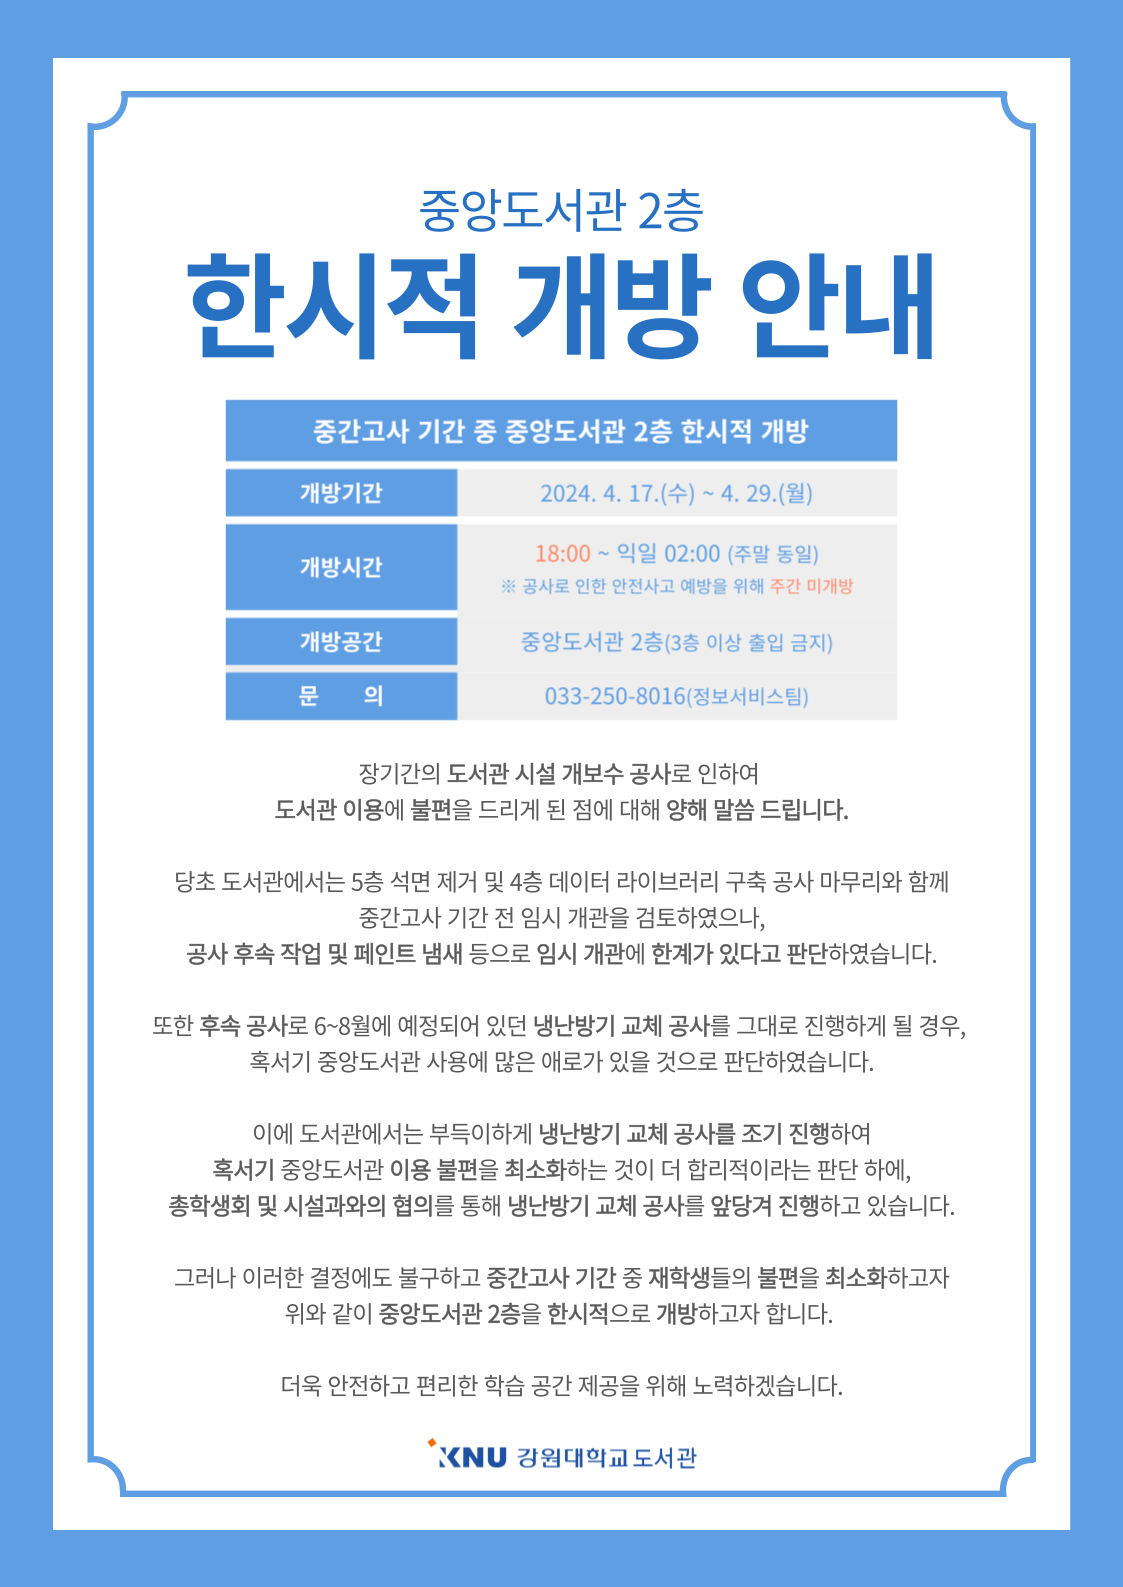 중앙도서관 2층
한시적 개방 안내
중간고사 기간 중 중앙도서관 2층 한시적 개방
개방기간 2024. 4. 17.(수) ~ 4. 29.(월)
개방시간 18:00 ~ 익일 02:00 (주말 동일)
※ 공사로 인한 안전사고 예방을 위해 주간 미개방
개방공간 중앙도서관 2층(3층 이상 출입 금지)
문 의 033-250-8016(정보서비스팀)
장기간의 도서관 시설 개보수 공사로 인하여
도서관 이용에 불편을 드리게 된 점에 대해 양해 말씀 드립니다.
당초 도서관에서는 5층 석면 제거 및 4층 데이터 라이브러리 구축 공사 마무리와 함께
중간고사 기간 전 임시 개관을 검토하였으나,
공사 후속 작업 및 페인트 냄새 등으로 임시 개관에 한계가 있다고 판단하였습니다.
또한 후속 공사로 6~8월에 예정되어 있던 냉난방기 교체 공사를 그대로 진행하게 될 경우,
혹서기 중앙도서관 사용에 많은 애로가 있을 것으로 판단하였습니다.
이에 도서관에서는 부득이하게 냉난방기 교체 공사를 조기 진행하여
혹서기 중앙도서관 이용 불편을 최소화하는 것이 더 합리적이라는 판단 하에,
총학생회 및 시설과와의 협의를 통해 냉난방기 교체 공사를 앞당겨 진행하고 있습니다.
그러나 이러한 결정에도 불구하고 중간고사 기간 중 재학생들의 불편을 최소화하고자
위와 같이 중앙도서관 2층을 한시적으로 개방하고자 합니다.
더욱 안전하고 편리한 학습 공간 제공을 위해 노력하겠습니다.
KNU 강원대학교도서관